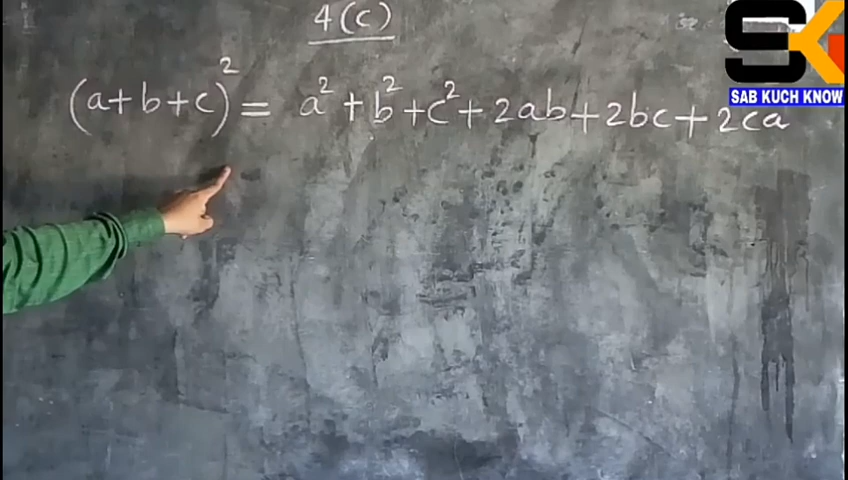 4(c)
SK
SAB KUCH KNOW
(a+b+c)² = a² + b² + c² + 2ab + 2bc + 2ca